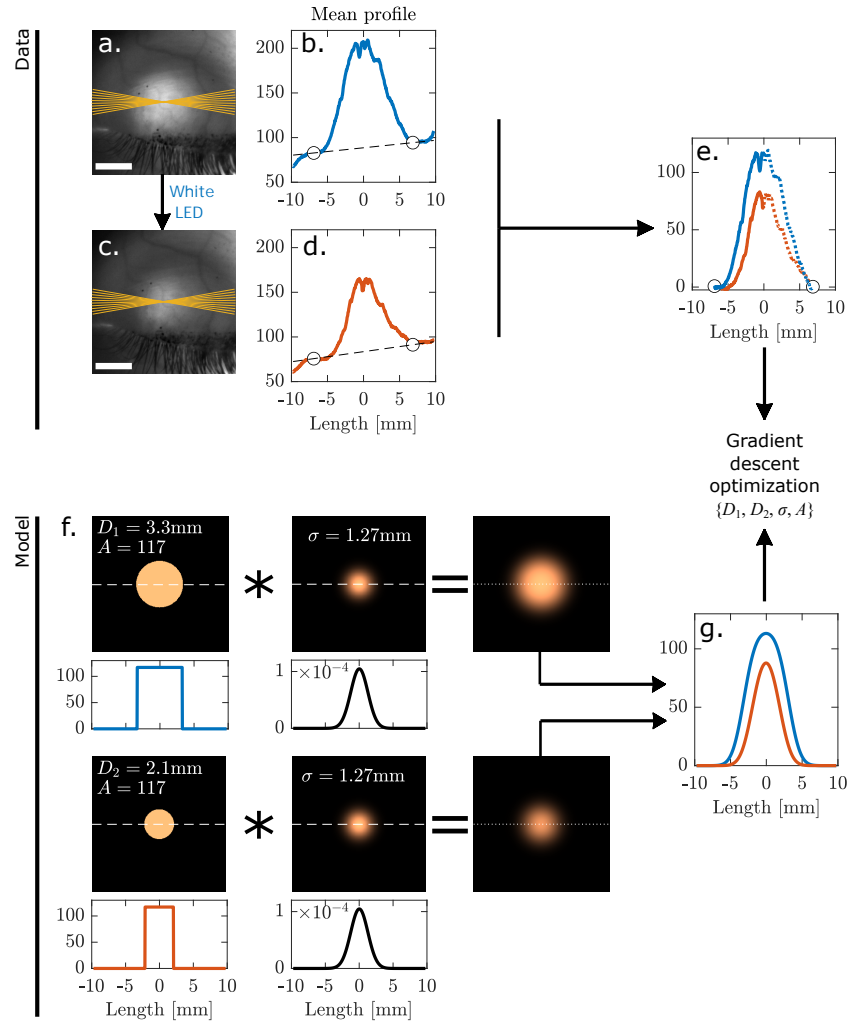 Data
Mean profile
a.
b.
200
150
100
50
-10 -5 0 5 10
White
LED
c.
d.
200
150
100
50
-10 -5 0 5 10
Length [mm]
e.
100
50
0
-5 0 5
Length [mm]
Gradient
descent
optimization
{D₁, D₂, σ, A}
Model
f.
D₁ = 3.3mm
A = 117
*
σ = 1.27mm
=
100
50
0
×10⁻⁴
1
0
g.
100
50
0
-10 -5 0 5 10
Length [mm]
D₂ = 2.1mm
A = 117
*
σ = 1.27mm
=
100
50
0
-10 -5 0 5 10
Length [mm]
×10⁻⁴
1
0
-10 -5 0 5 10
Length [mm]